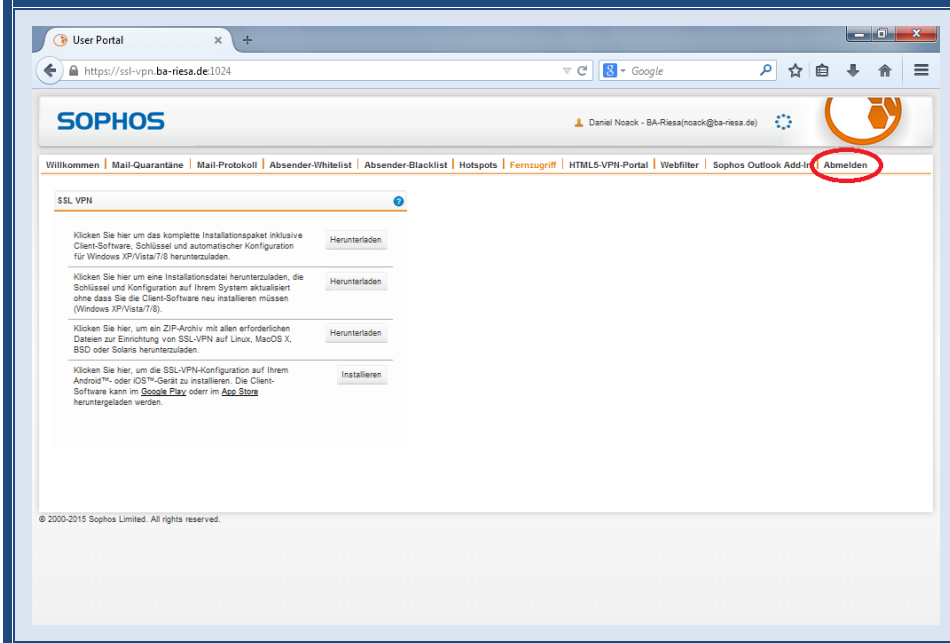 User Portal
https://ssl-vpn.ba-riesa.de:1024
Google
SOPHOS
Daniel Noack - BA-Riesa(noack@ba-riesa.de)
Willkommen | Mail-Quarantäne | Mail-Protokoll | Absender-Whitelist | Absender-Blacklist | Hotspots | Fernzugriff | HTML5-VPN-Portal | Webfilter | Sophos Outlook Add-In | Abmelden
SSL VPN
Klicken Sie hier um das komplette Installationspaket inklusive
Client-Software, Schlüssel und automatischer Konfiguration
für Windows XP/Vista/7/8 herunterzuladen.
Herunterladen
Klicken Sie hier um eine Installationsdatei herunterzuladen, die
Schlüssel und Konfiguration auf Ihrem System aktualisiert
ohne dass Sie die Client-Software neu installieren müssen
(Windows XP/Vista/7/8).
Herunterladen
Klicken Sie hier, um ein ZIP-Archiv mit allen erforderlichen
Dateien zur Einrichtung von SSL-VPN auf Linux, MacOS X,
BSD oder Solaris herunterzuladen.
Herunterladen
Klicken Sie hier, um die SSL-VPN-Konfiguration auf Ihrem
Android™- oder iOS™-Gerät zu installieren. Die Client-
Software kann im Google Play oderr im App Store
heruntergeladen werden.
Installieren
© 2000-2015 Sophos Limited. All rights reserved.